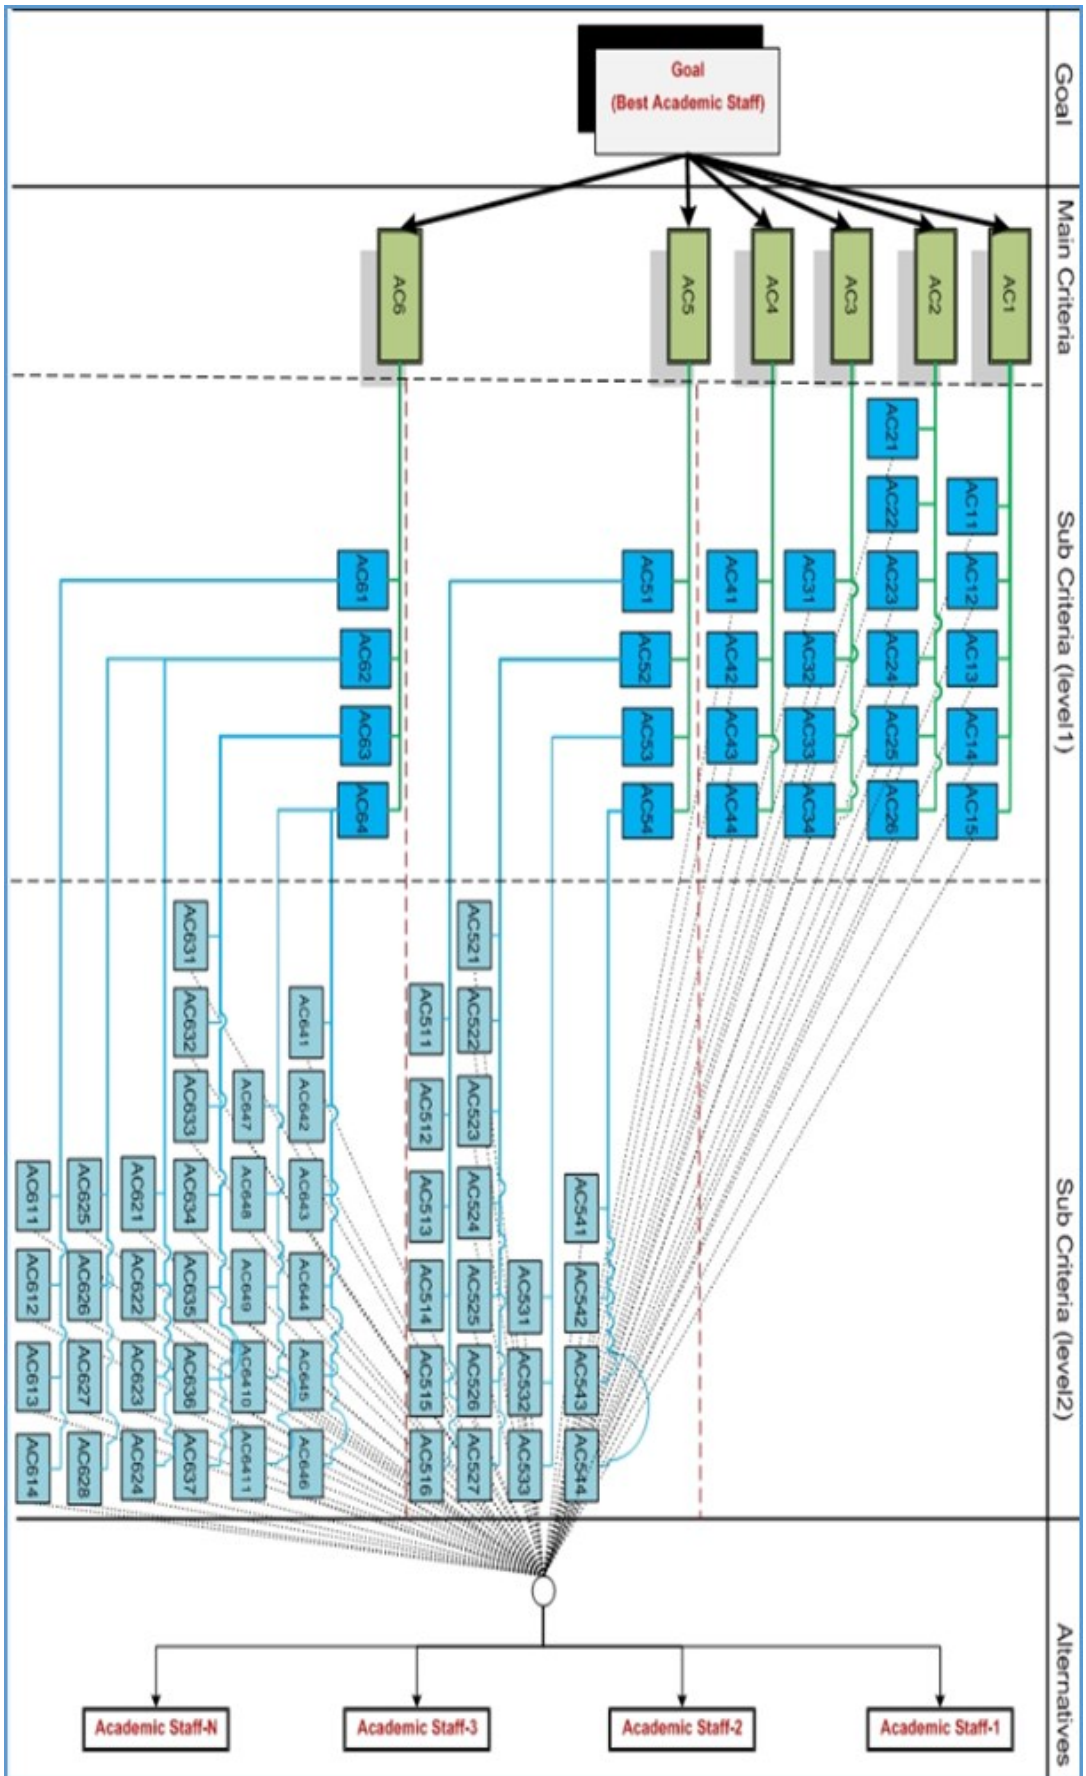 Goal
Goal
(Best Academic Staff)
Main Criteria
AC1
AC2
AC3
AC4
AC5
AC6
Sub Criteria (level1)
AC11
AC12
AC13
AC14
AC15
AC21
AC22
AC23
AC24
AC25
AC26
AC31
AC32
AC33
AC34
AC41
AC42
AC43
AC44
AC51
AC52
AC53
AC54
AC61
AC62
AC63
AC64
Sub Criteria (level2)
AC541
AC542
AC543
AC544
AC531
AC532
AC533
AC521
AC522
AC523
AC524
AC525
AC526
AC527
AC511
AC512
AC513
AC514
AC515
AC516
AC641
AC642
AC643
AC644
AC645
AC646
AC647
AC648
AC649
AC6410
AC6411
AC631
AC632
AC633
AC634
AC635
AC636
AC637
AC621
AC622
AC623
AC624
AC625
AC626
AC627
AC628
AC611
AC612
AC613
AC614
Alternatives
Academic Staff-N
Academic Staff-3
Academic Staff-2
Academic Staff-1